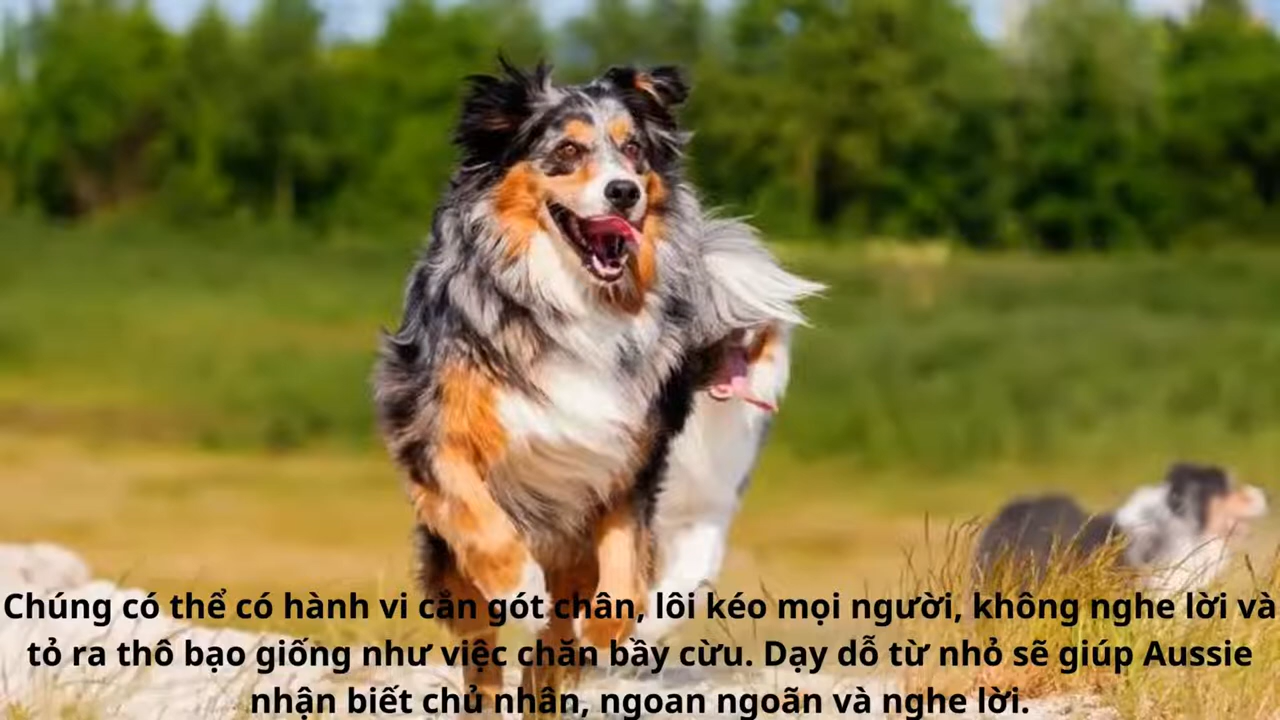 Chúng có thể có hành vi cắn gót chân, lôi kéo mọi người, không nghe lời và
tỏ ra thô bạo giống như việc chăn bầy cừu. Dạy dỗ từ nhỏ sẽ giúp Aussie
nhận biết chủ nhân, ngoan ngoãn và nghe lời.